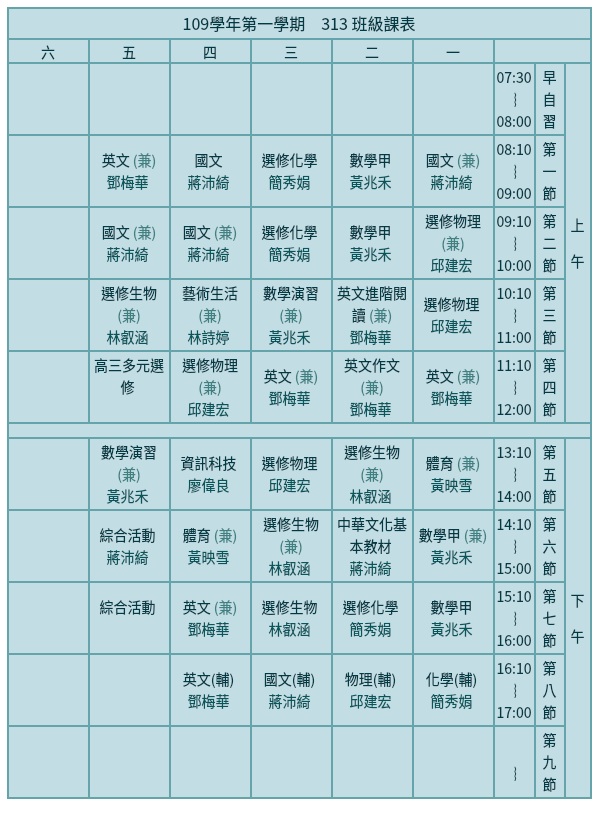 109學年第一學期 313 班級課表
六 五 四 三 二 一
07:30
~
08:00
早
自
習
上
午
英文 (兼)
鄧梅華
國文
蔣沛綺
選修化學
簡秀娟
數學甲
黃兆禾
國文 (兼)
蔣沛綺
08:10
~
09:00
第
一
節
國文 (兼)
蔣沛綺
國文 (兼)
蔣沛綺
選修化學
簡秀娟
數學甲
黃兆禾
選修物理
(兼)
邱建宏
09:10
~
10:00
第
二
節
選修生物
(兼)
林叡涵
藝術生活
(兼)
林詩婷
數學演習
(兼)
黃兆禾
英文進階閱
讀 (兼)
鄧梅華
選修物理
邱建宏
10:10
~
11:00
第
三
節
高三多元選
修
選修物理
(兼)
邱建宏
英文 (兼)
鄧梅華
英文作文
(兼)
鄧梅華
英文 (兼)
鄧梅華
11:10
~
12:00
第
四
節
數學演習
(兼)
黃兆禾
資訊科技
廖偉良
選修物理
邱建宏
選修生物
(兼)
林叡涵
體育 (兼)
黃映雪
13:10
~
14:00
第
五
節
下
午
綜合活動
蔣沛綺
體育 (兼)
黃映雪
選修生物
(兼)
林叡涵
中華文化基
本教材
蔣沛綺
數學甲 (兼)
黃兆禾
14:10
~
15:00
第
六
節
綜合活動
英文 (兼)
鄧梅華
選修生物
林叡涵
選修化學
簡秀娟
數學甲
黃兆禾
15:10
~
16:00
第
七
節
英文(輔)
鄧梅華
國文(輔)
蔣沛綺
物理(輔)
邱建宏
化學(輔)
簡秀娟
16:10
~
17:00
第
八
節
~
第
九
節